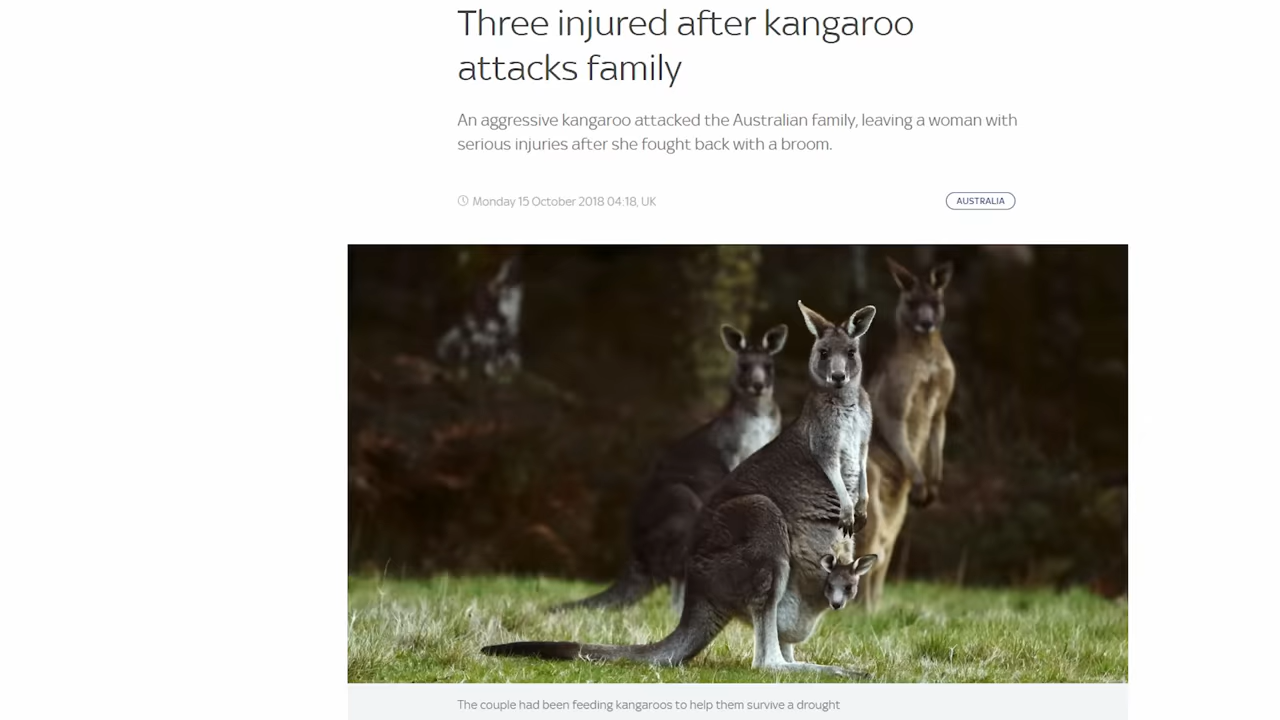 Three injured after kangaroo
attacks family
An aggressive kangaroo attacked the Australian family, leaving a woman with
serious injuries after she fought back with a broom.
Monday 15 October 2018 04:18, UK
AUSTRALIA
The couple had been feeding kangaroos to help them survive a drought